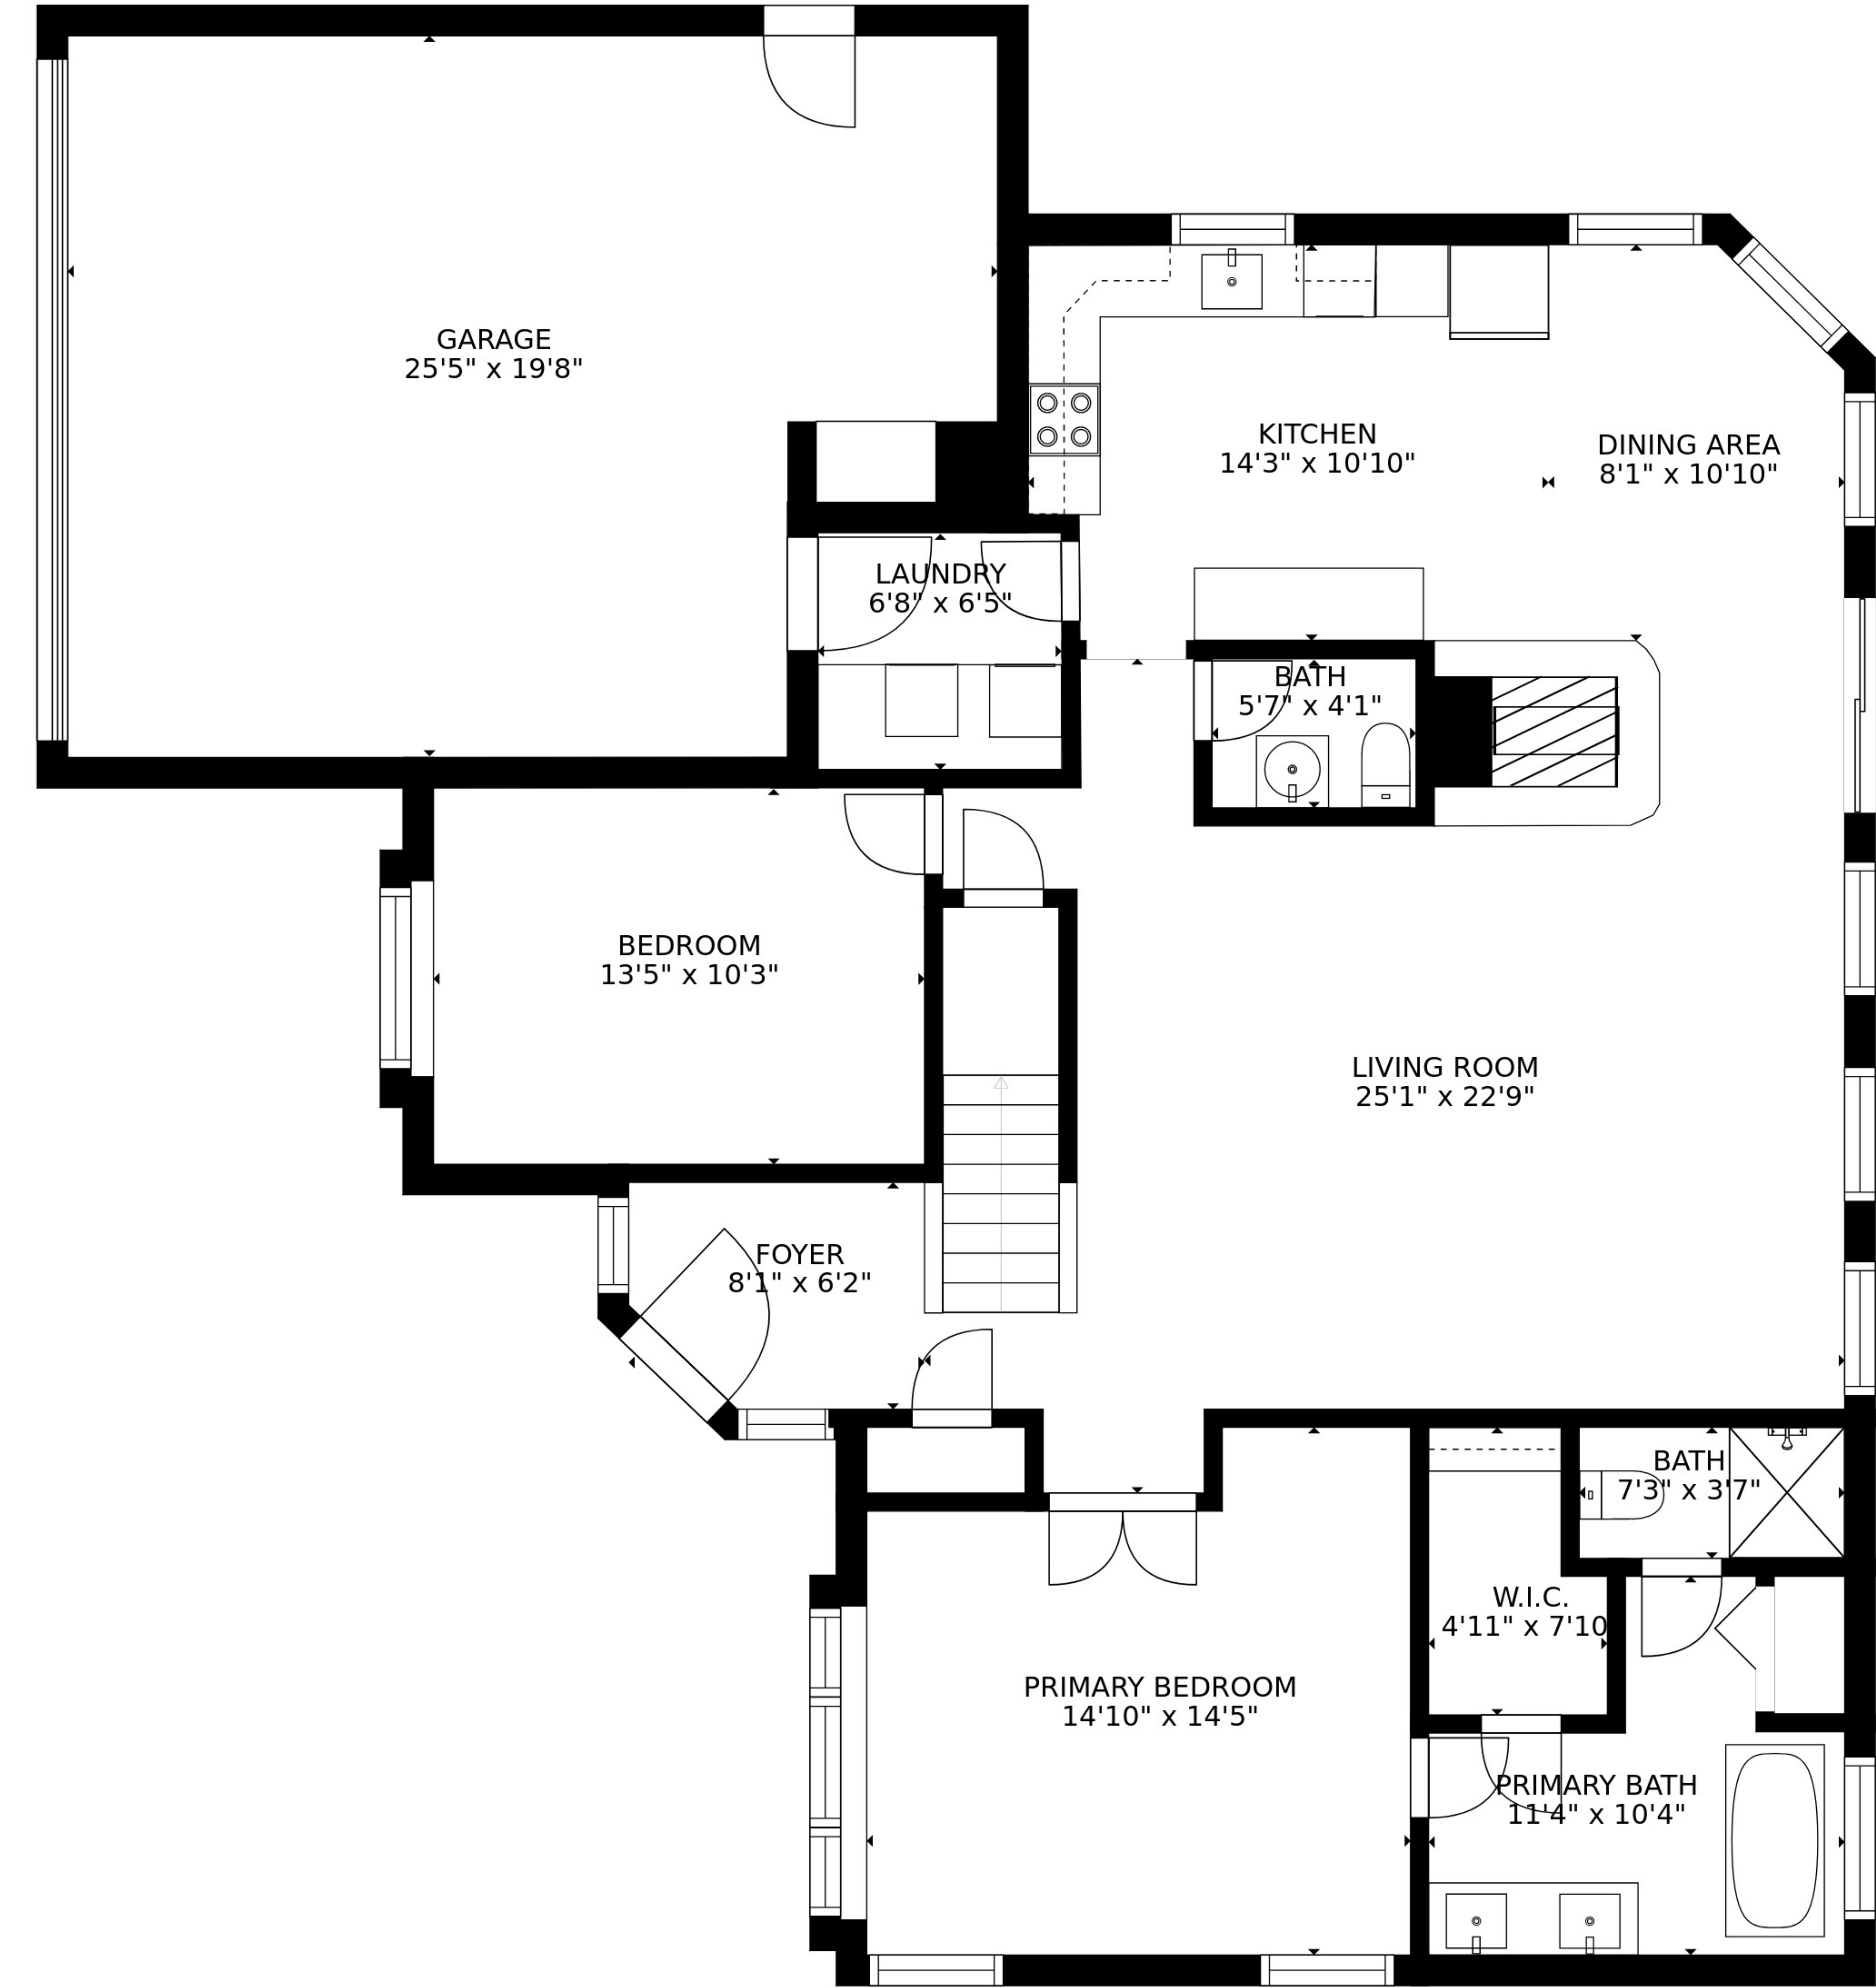 GARAGE
25'5" x 19'8"
KITCHEN
14'3" x 10'10"
DINING AREA
8'1" x 10'10"
LAUNDRY
6'8" x 6'5"
BATH
5'7" x 4'1"
BEDROOM
13'5" x 10'3"
LIVING ROOM
25'1" x 22'9"
FOYER
8'1" x 6'2"
BATH
7'3" x 3'7"
W.I.C.
4'11" x 7'10
PRIMARY BEDROOM
14'10" x 14'5"
PRIMARY BATH
11'4" x 10'4"